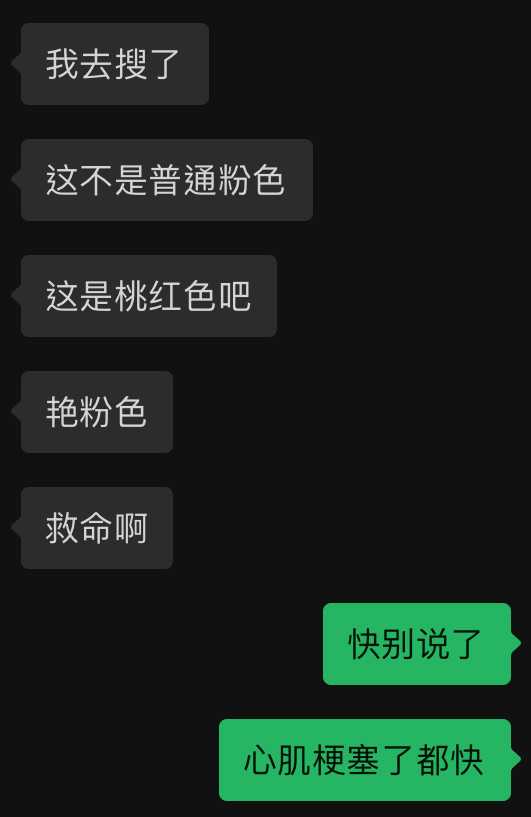 我去搜了
这不是普通粉色
这是桃红色吧
艳粉色
救命啊
快别说了
心肌梗塞了都快